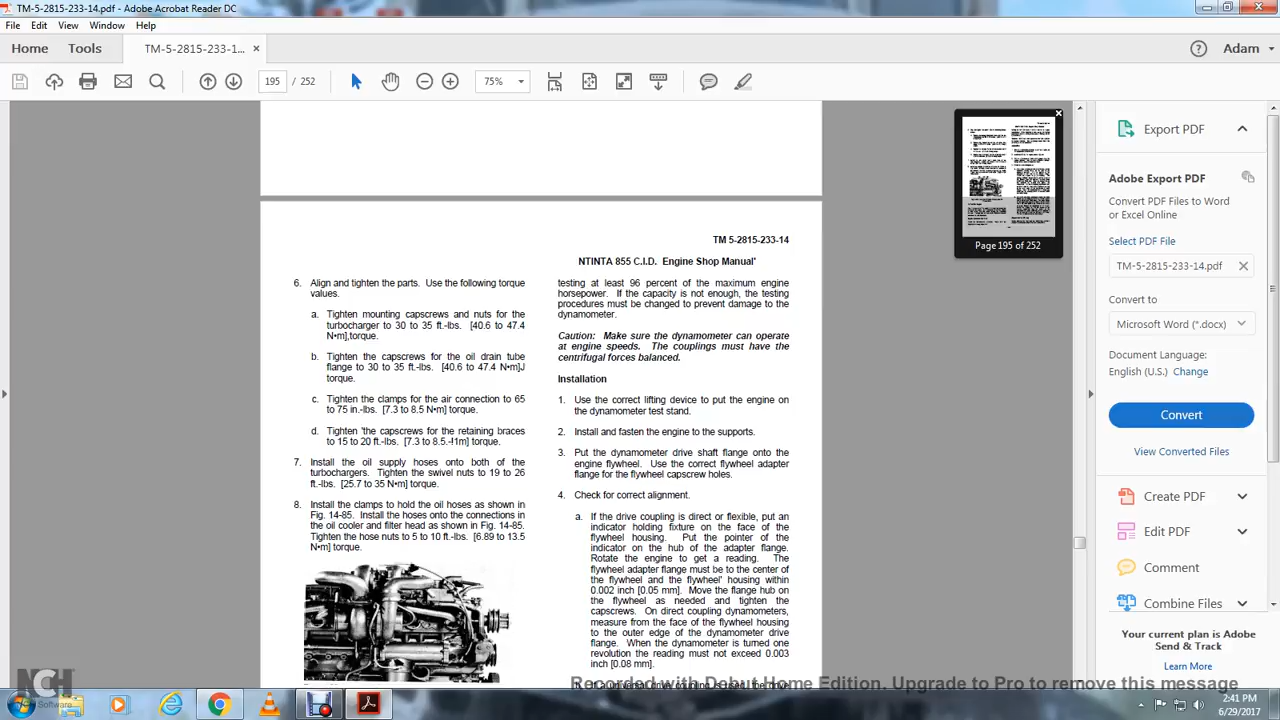 TM-5-2815-233-14.pdf - Adobe Acrobat Reader DC
File Edit View Window Help
Home Tools TM-5-2815-233-1... × Adam
195 / 252 75%
TM 5-2815-233-14
NTINTA 855 C.I.D. Engine Shop Manual'
6. Align and tighten the parts. Use the following torque
values.
a. Tighten mounting capscrews and nuts for the
turbocharger to 30 to 35 ft.-lbs. [40.6 to 47.4
N•m],torque.
b. Tighten the capscrews for the oil drain tube
flange to 30 to 35 ft.-lbs. [40.6 to 47.4 N•m]J
torque.
c. Tighten the clamps for the air connection to 65
to 75 in.-lbs. [7.3 to 8.5 N•m] torque.
d. Tighten 'the capscrews for the retaining braces
to 15 to 20 ft.-lbs. [7.3 to 8.5.-!1m] torque.
7. Install the oil supply hoses onto both of the
turbochargers. Tighten the swivel nuts to 19 to 26
ft.-lbs. [25.7 to 35 N•m] torque.
8. Install the clamps to hold the oil hoses as shown in
Fig. 14-85. Install the hoses onto the connections in
the oil cooler and filter head as shown in Fig. 14-85.
Tighten the hose nuts to 5 to 10 ft.-lbs. [6.89 to 13.5
N•m] torque.
testing at least 96 percent of the maximum engine
horsepower. If the capacity is not enough, the testing
procedures must be changed to prevent damage to the
dynamometer.
Caution: Make sure the dynamometer can operate
at engine speeds. The couplings must have the
centrifugal forces balanced.
Installation
1. Use the correct lifting device to put the engine on
the dynamometer test stand.
2. Install and fasten the engine to the supports.
3. Put the dynamometer drive shaft flange onto the
engine flywheel. Use the correct flywheel adapter
flange for the flywheel capscrew holes.
4. Check for correct alignment.
a. If the drive coupling is direct or flexible, put an
indicator holding fixture on the face of the
flywheel housing. Put the pointer of the
indicator on the hub of the adapter flange.
Rotate the engine to get a reading. The
flywheel adapter flange must be to the center of
the flywheel and the flywheel' housing within
0.002 inch [0.05 mm]. Move the flange hub on
the flywheel as needed and tighten the
capscrews. On direct coupling dynamometers,
measure from the face of the flywheel housing
to the outer edge of the dynamometer drive
flange. When the dynamometer is turned one
revolution the reading must not exceed 0.003
inch [0.08 mm].
Page 195 of 252
Export PDF
Adobe Export PDF
Convert PDF Files to Word
or Excel Online
Select PDF File
TM-5-2815-233-14.pdf ×
Convert to
Microsoft Word (*.docx)
Document Language:
English (U.S.) Change
Convert
View Converted Files
Create PDF
Edit PDF
Comment
Combine Files
Your current plan is Adobe
Send & Track
Learn More
Recorded with Debut Home Edition. Upgrade to Pro to remove this message
NCH
Software
2:41 PM
6/29/2017